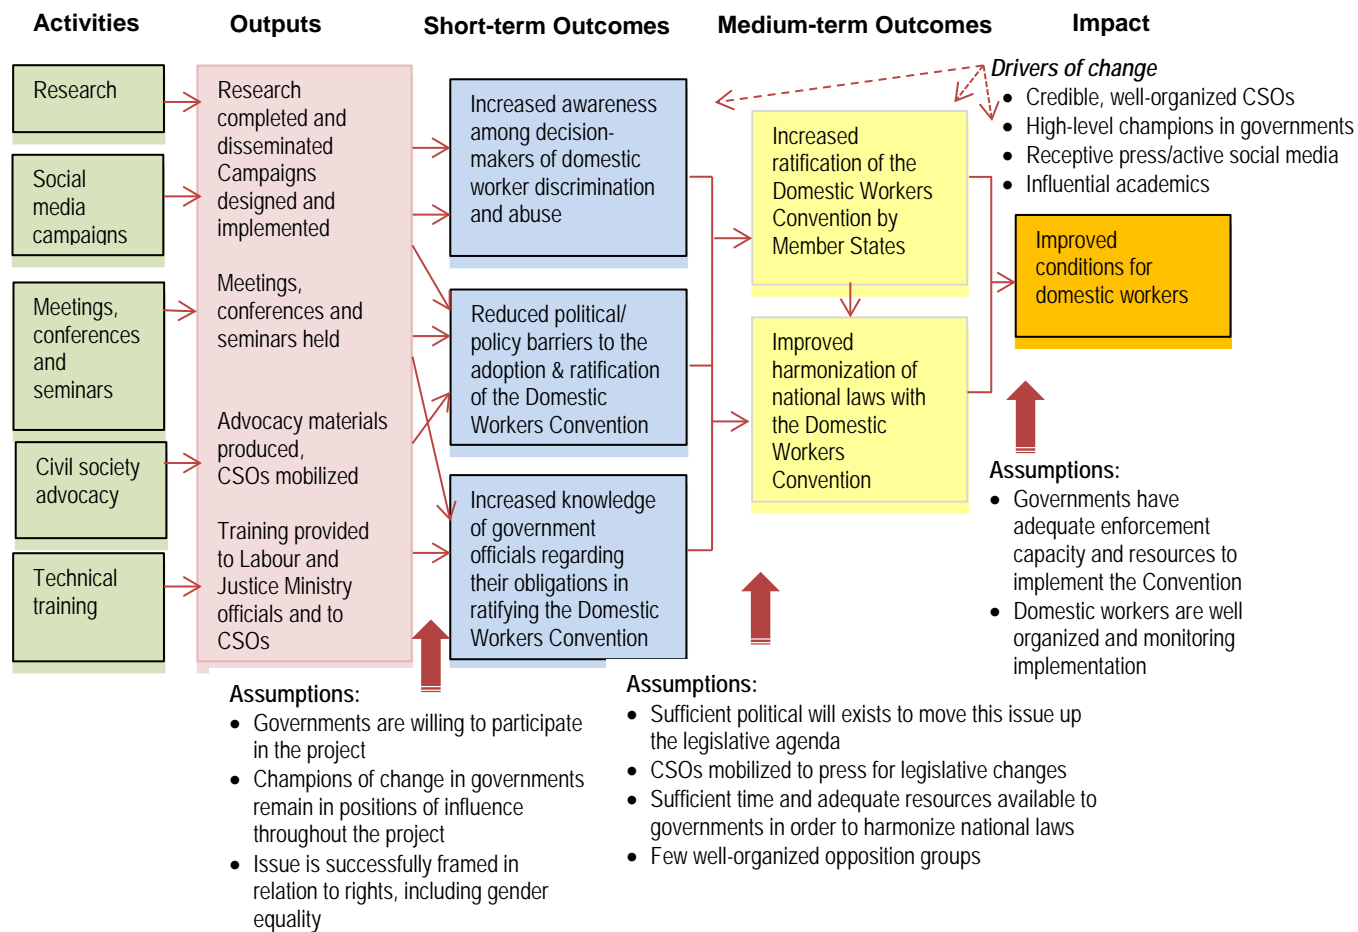 Activities
Outputs
Short-term Outcomes
Medium-term Outcomes
Impact
Research
Social
media
campaigns
Meetings,
conferences
and
seminars
Civil society
advocacy
Technical
training
Research
completed and
disseminated
Campaigns
designed and
implemented
Meetings,
conferences and
seminars held
Advocacy materials
produced,
CSOs mobilized
Training provided
to Labour and
Justice Ministry
officials and to
CSOs
Increased awareness
among decision-
makers of domestic
worker discrimination
and abuse
Reduced political/
policy barriers to the
adoption & ratification
of the Domestic
Workers Convention
Increased knowledge
of government
officials regarding
their obligations in
ratifying the Domestic
Workers Convention
Increased
ratification of the
Domestic Workers
Convention by
Member States
Improved
harmonization of
national laws with
the Domestic
Workers
Convention
Drivers of change
• Credible, well-organized CSOs
• High-level champions in governments
• Receptive press/active social media
• Influential academics
Improved
conditions for
domestic workers
Assumptions:
• Governments have
adequate enforcement
capacity and resources to
implement the Convention
• Domestic workers are well
organized and monitoring
implementation
Assumptions:
• Governments are willing to participate
in the project
• Champions of change in governments
remain in positions of influence
throughout the project
• Issue is successfully framed in
relation to rights, including gender
equality
Assumptions:
• Sufficient political will exists to move this issue up
the legislative agenda
• CSOs mobilized to press for legislative changes
• Sufficient time and adequate resources available to
governments in order to harmonize national laws
• Few well-organized opposition groups